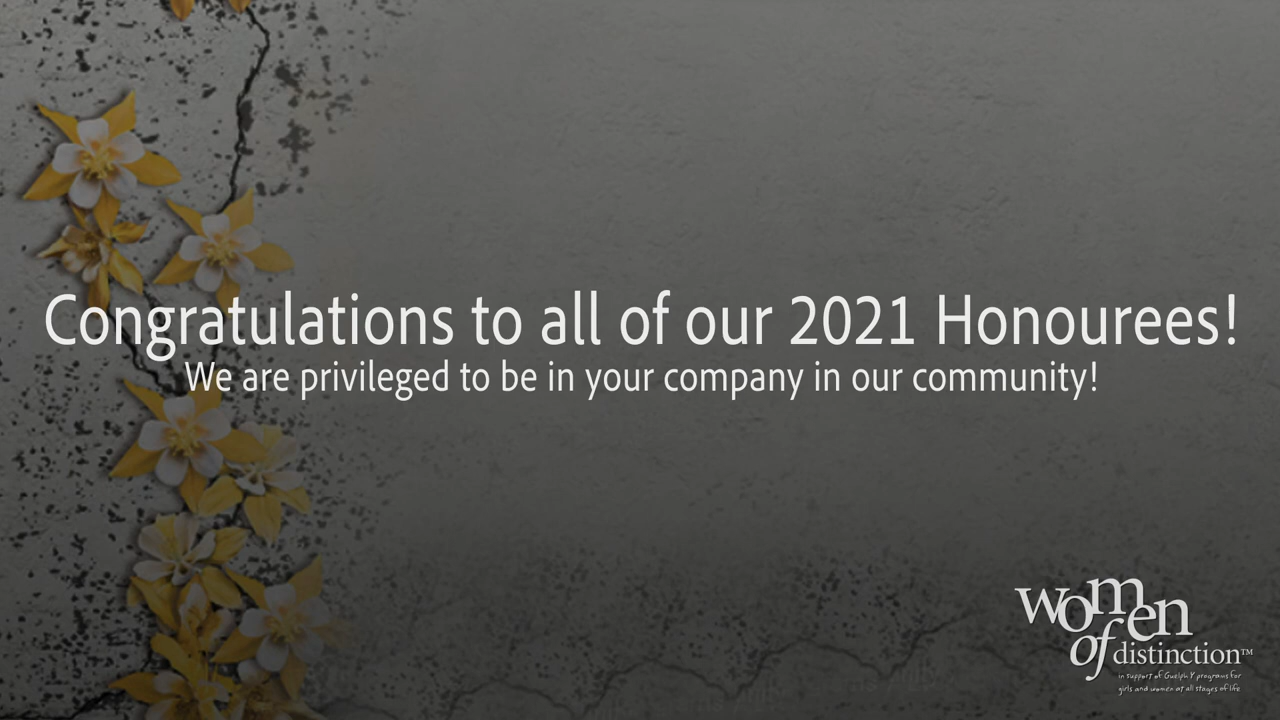 Congratulations to all of our 2021 Honourees!
We are privileged to be in your company in our community!
women
of distinction™
in support of Guelph Y programs for
girls and women at all stages of life